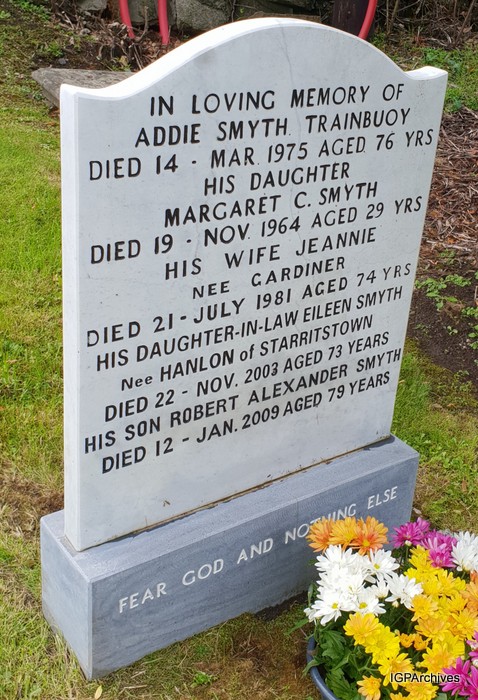 IN LOVING MEMORY OF
ADDIE SMYTH. TRAINBUOY
DIED 14 - MAR. 1975 AGED 76 YRS
HIS DAUGHTER
MARGARET C. SMYTH
DIED 19 - NOV. 1964 AGED 29 YRS
HIS WIFE JEANNIE
NEE GARDINER
DIED 21 - JULY 1981 AGED 74 YRS
HIS DAUGHTER-IN-LAW EILEEN SMYTH
Nee HANLON of STARRITSTOWN
DIED 22 - NOV. 2003 AGED 73 YEARS
HIS SON ROBERT ALEXANDER SMYTH
DIED 12 - JAN. 2009 AGED 79 YEARS
FEAR GOD AND NOTHING ELSE
IGPArchives